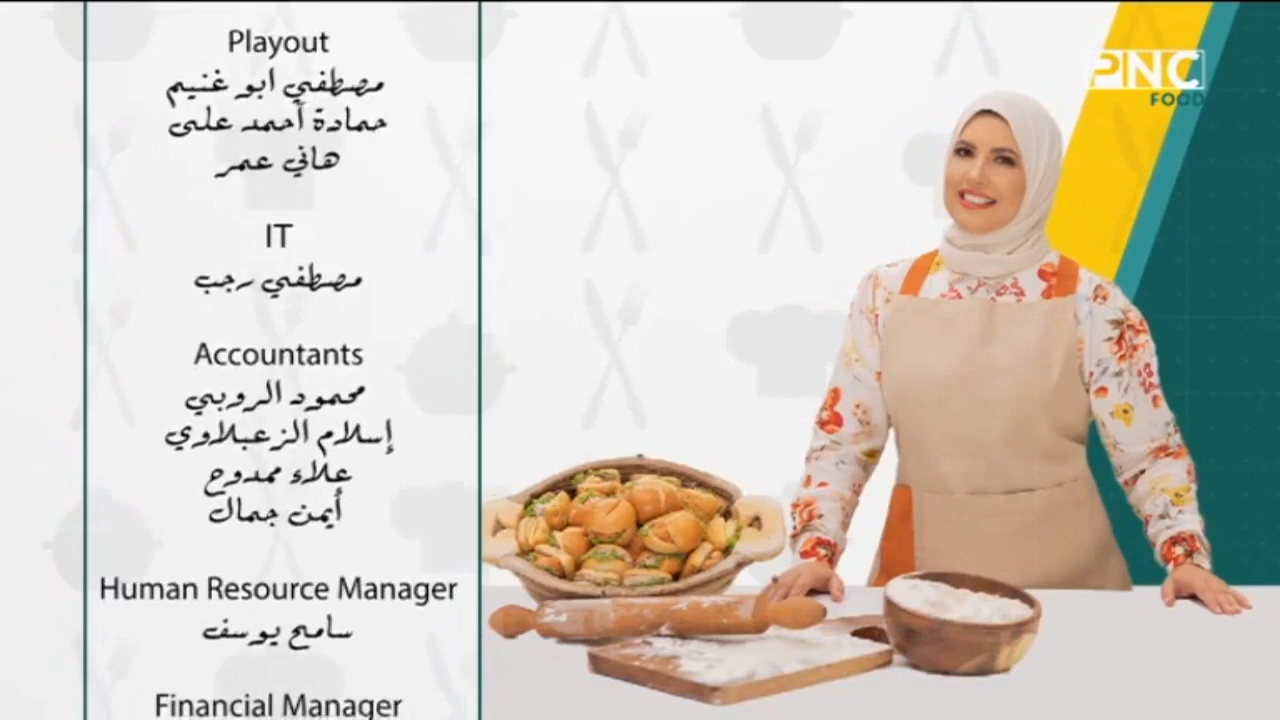 Playout
مصطفي ابو غنيم
حمادة أحمد على
هاني عمر
IT
مصطفي رجب
Accountants
محمود الروبي
إسلام الزعبلاوي
علاء ممدوح
أيمن جمال
Human Resource Manager
سامح يوسف
Financial Manager
PNC
FOOD